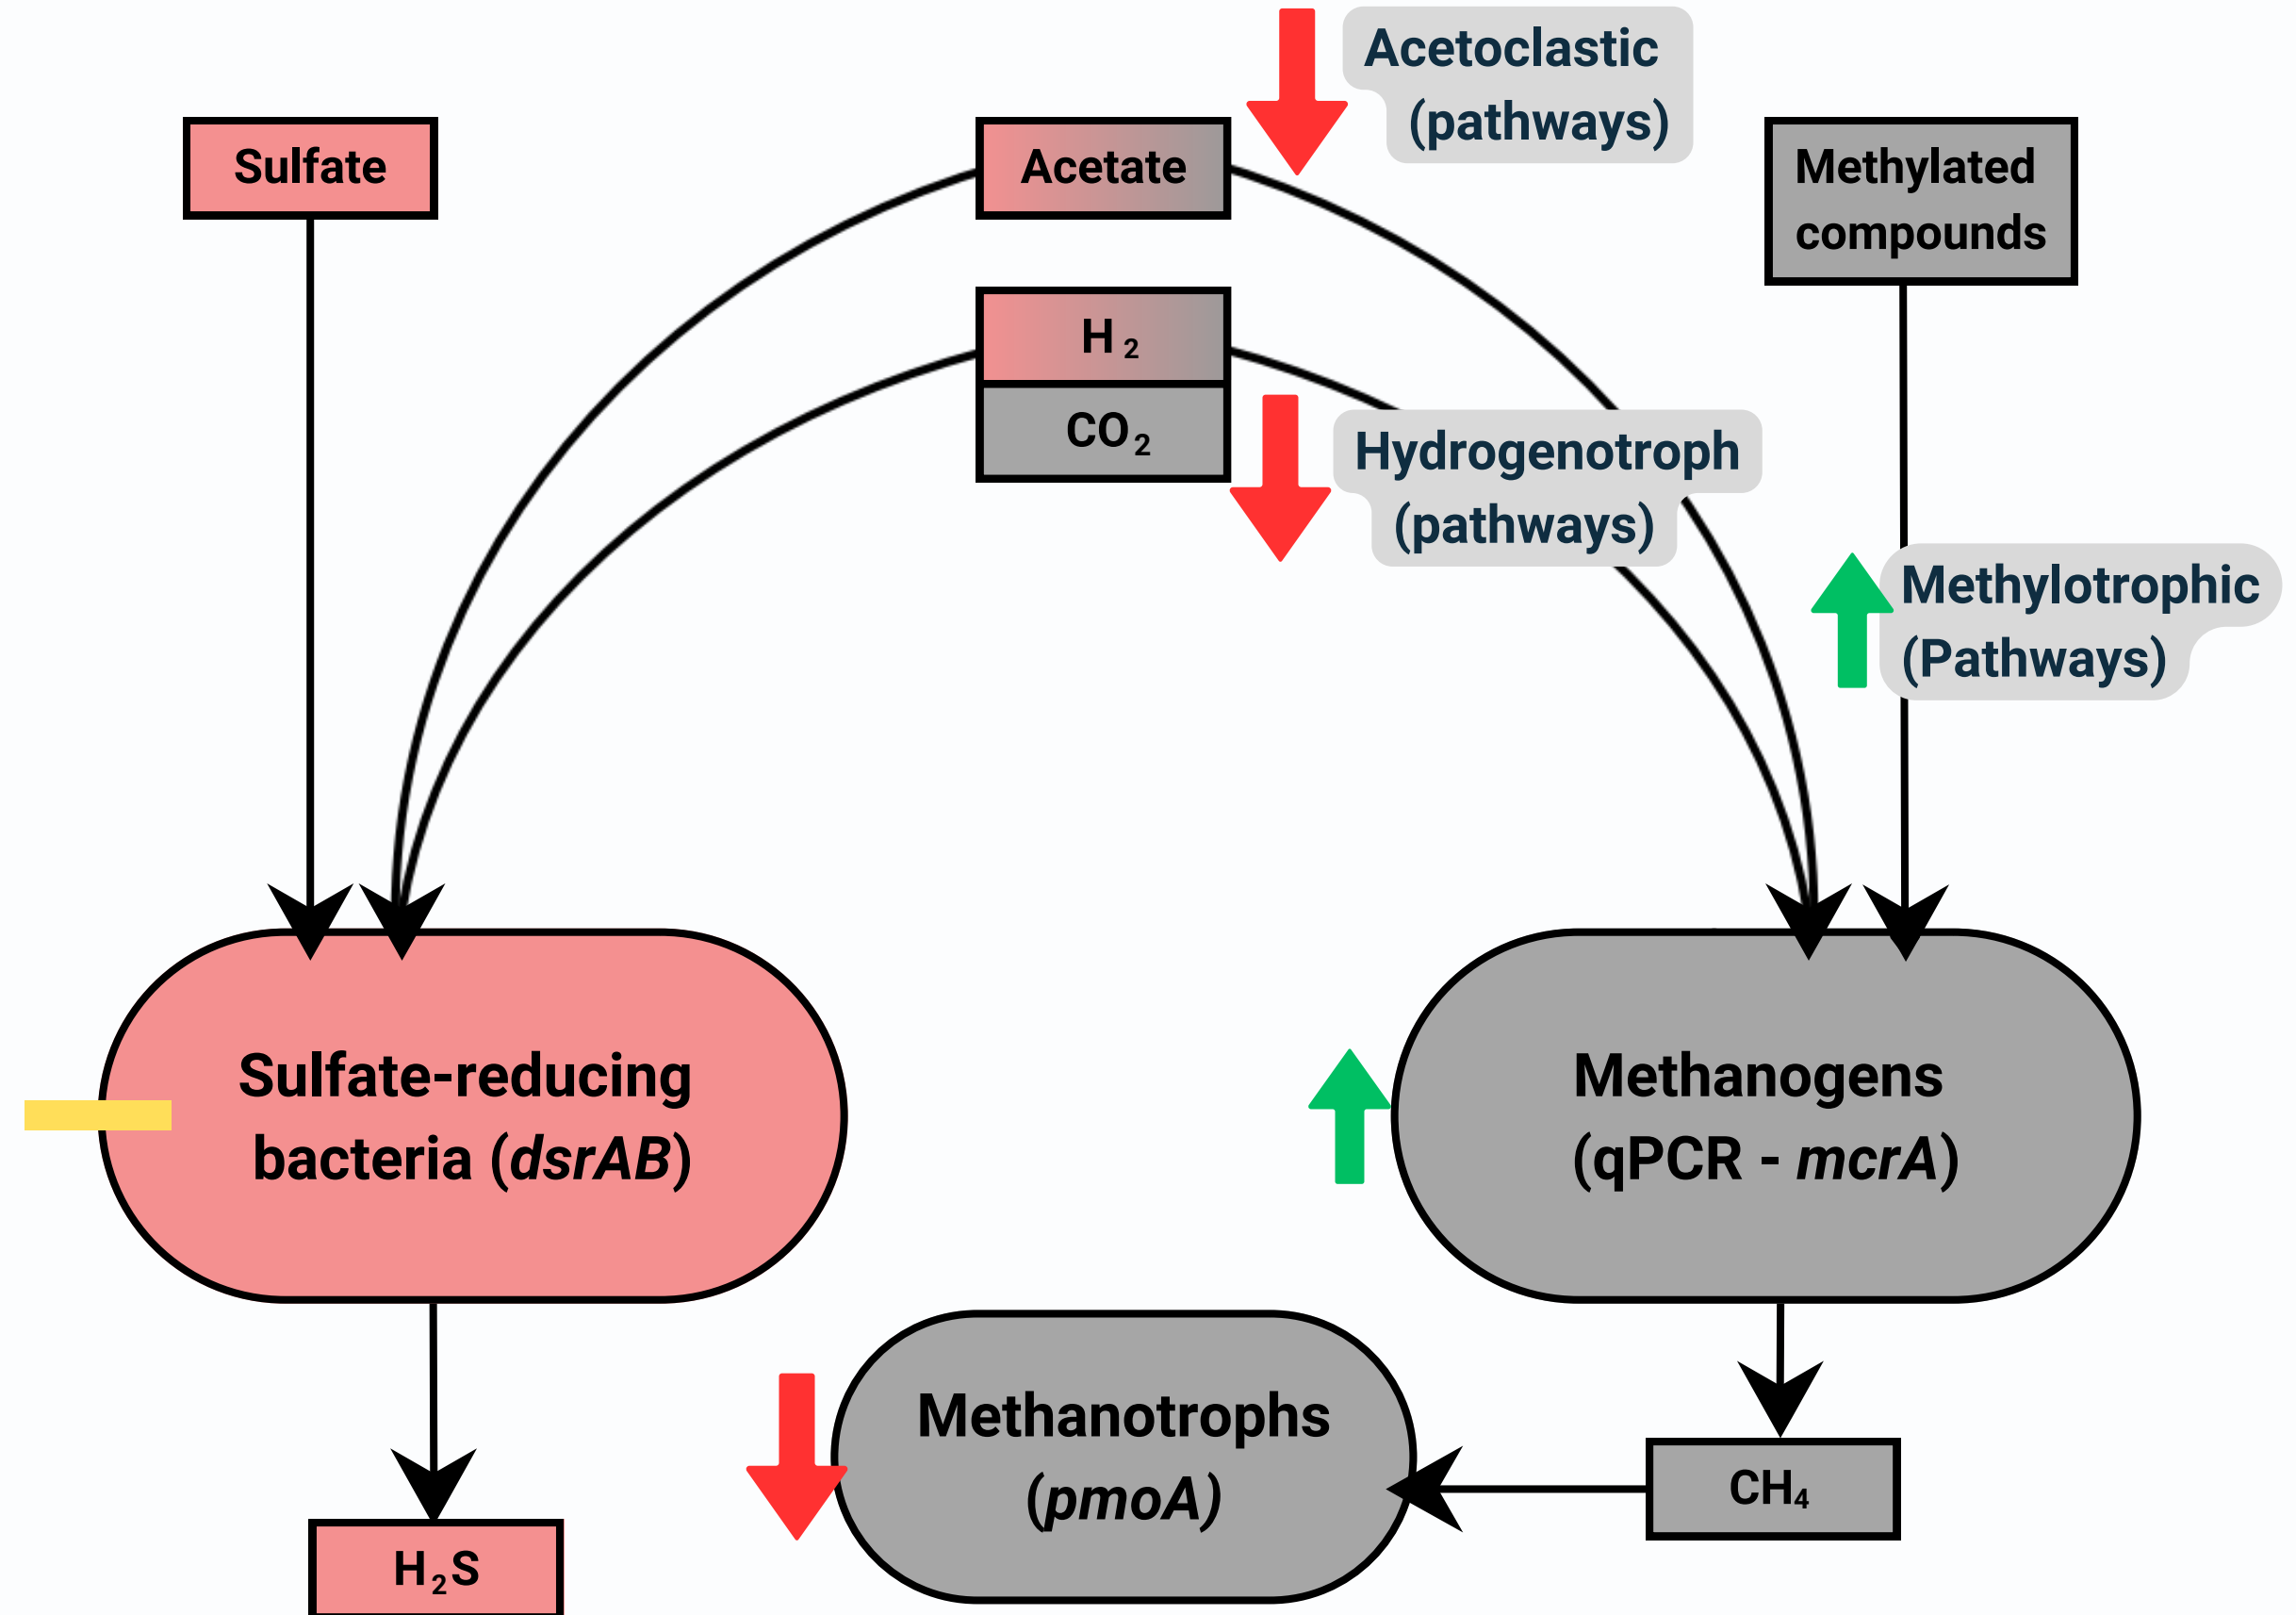 Acetoclastic
(pathways)
Sulfate
Acetate
Methylated
compounds
H₂
CO₂
Hydrogenotroph
(pathways)
Methylotrophic
(Pathways)
Sulfate-reducing
bacteria (dsrAB)
Methanogens
(qPCR - mcrA)
Methanotrophs
(pmoA)
CH₄
H₂S